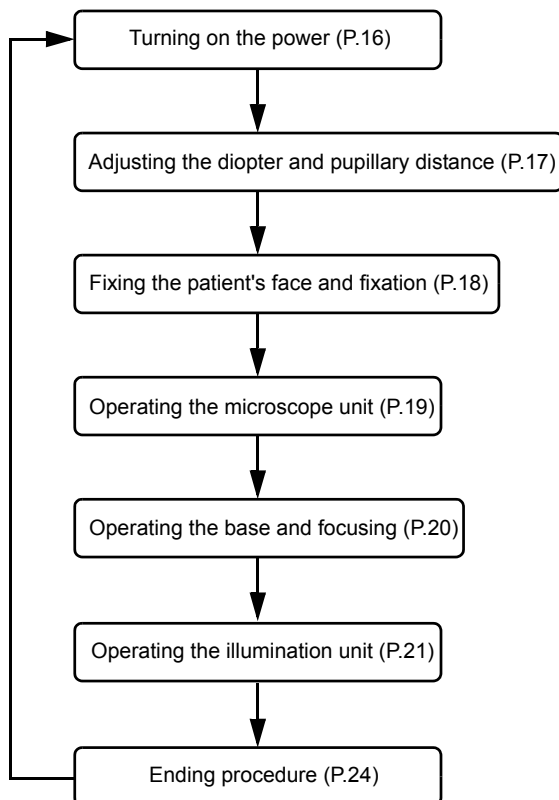 Turning on the power (P.16)
Adjusting the diopter and pupillary distance (P.17)
Fixing the patient's face and fixation (P.18)
Operating the microscope unit (P.19)
Operating the base and focusing (P.20)
Operating the illumination unit (P.21)
Ending procedure (P.24)